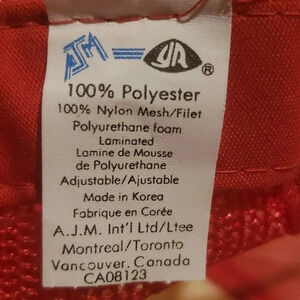 AJM YA ®
100% Polyester
100% Nylon Mesh/Filet
Polyurethane foam
Laminated
Lamine de Mousse
de Polyurethane
Adjustable/Ajustable
Made in Korea
Fabrique en Corée
A.J.M. Int'l Ltd/Ltee
Montreal/Toronto
Vancouver, Canada
CA08123